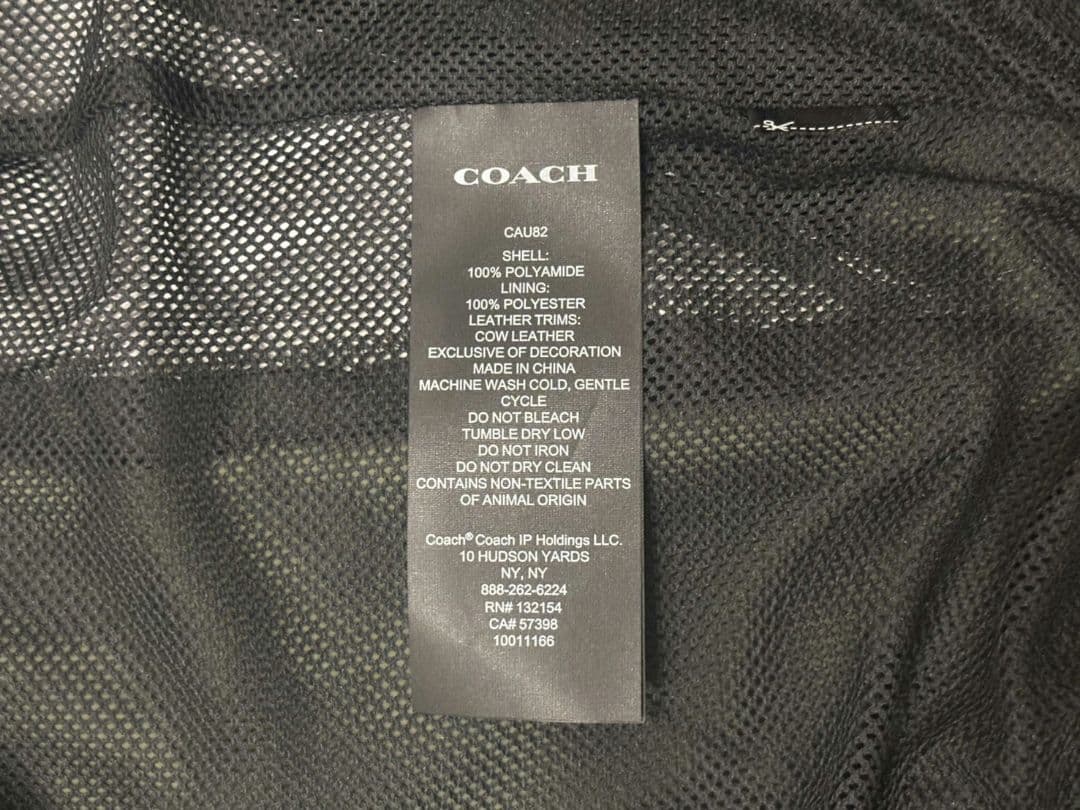 COACH
CAU82
SHELL:
100% POLYAMIDE
LINING:
100% POLYESTER
LEATHER TRIMS:
COW LEATHER
EXCLUSIVE OF DECORATION
MADE IN CHINA
MACHINE WASH COLD, GENTLE
CYCLE
DO NOT BLEACH
TUMBLE DRY LOW
DO NOT IRON
DO NOT DRY CLEAN
CONTAINS NON-TEXTILE PARTS
OF ANIMAL ORIGIN
Coach® Coach IP Holdings LLC.
10 HUDSON YARDS
NY, NY
888-262-6224
RN# 132154
CA# 57398
10011166